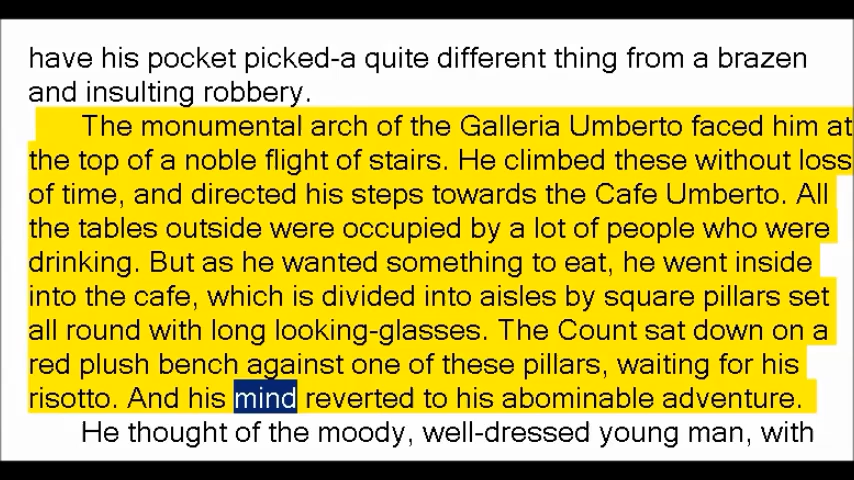 have his pocket picked-a quite different thing from a brazen
and insulting robbery.
The monumental arch of the Galleria Umberto faced him at
the top of a noble flight of stairs. He climbed these without loss
of time, and directed his steps towards the Cafe Umberto. All
the tables outside were occupied by a lot of people who were
drinking. But as he wanted something to eat, he went inside
into the cafe, which is divided into aisles by square pillars set
all round with long looking-glasses. The Count sat down on a
red plush bench against one of these pillars, waiting for his
risotto. And his mind reverted to his abominable adventure.
He thought of the moody, well-dressed young man, with